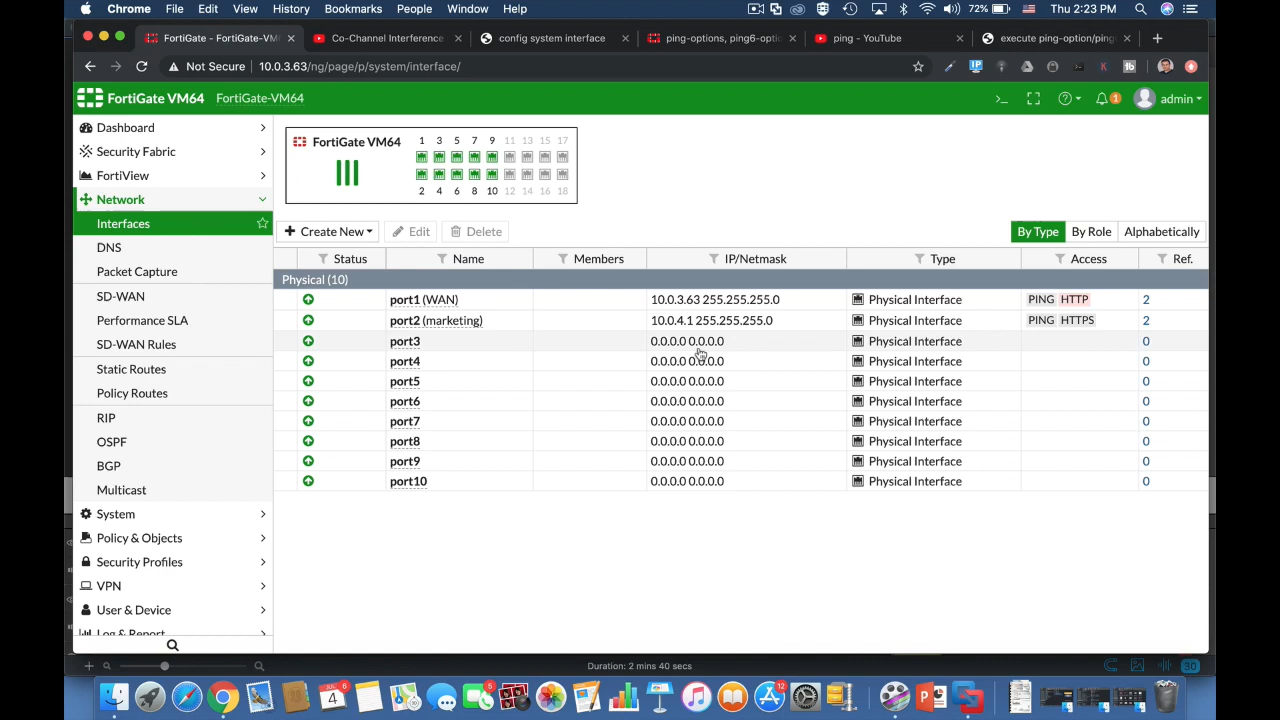 Chrome File Edit View History Bookmarks People Window Help 72% Thu 2:23 PM
FortiGate - FortiGate-VM Co-Channel Interference config system interface ping-options, ping6-opti ping - YouTube execute ping-option/ping
Not Secure 10.0.3.63/ng/page/p/system/interface/
FortiGate VM64 FortiGate-VM64 >_ 1 admin
Dashboard
Security Fabric
FortiView
Network
Interfaces
DNS
Packet Capture
SD-WAN
Performance SLA
SD-WAN Rules
Static Routes
Policy Routes
RIP
OSPF
BGP
Multicast
System
Policy & Objects
Security Profiles
VPN
User & Device
Log & Report
FortiGate VM64
1 3 5 7 9 11 13 15 17
2 4 6 8 10 12 14 16 18
Create New Edit Delete By Type By Role Alphabetically
Status Name Members IP/Netmask Type Access Ref.
Physical (10)
port1 (WAN) 10.0.3.63 255.255.255.0 Physical Interface PING HTTP 2
port2 (marketing) 10.0.4.1 255.255.255.0 Physical Interface PING HTTPS 2
port3 0.0.0.0 0.0.0.0 Physical Interface 0
port4 0.0.0.0 0.0.0.0 Physical Interface 0
port5 0.0.0.0 0.0.0.0 Physical Interface 0
port6 0.0.0.0 0.0.0.0 Physical Interface 0
port7 0.0.0.0 0.0.0.0 Physical Interface 0
port8 0.0.0.0 0.0.0.0 Physical Interface 0
port9 0.0.0.0 0.0.0.0 Physical Interface 0
port10 0.0.0.0 0.0.0.0 Physical Interface 0
Duration: 2 mins 40 secs 30